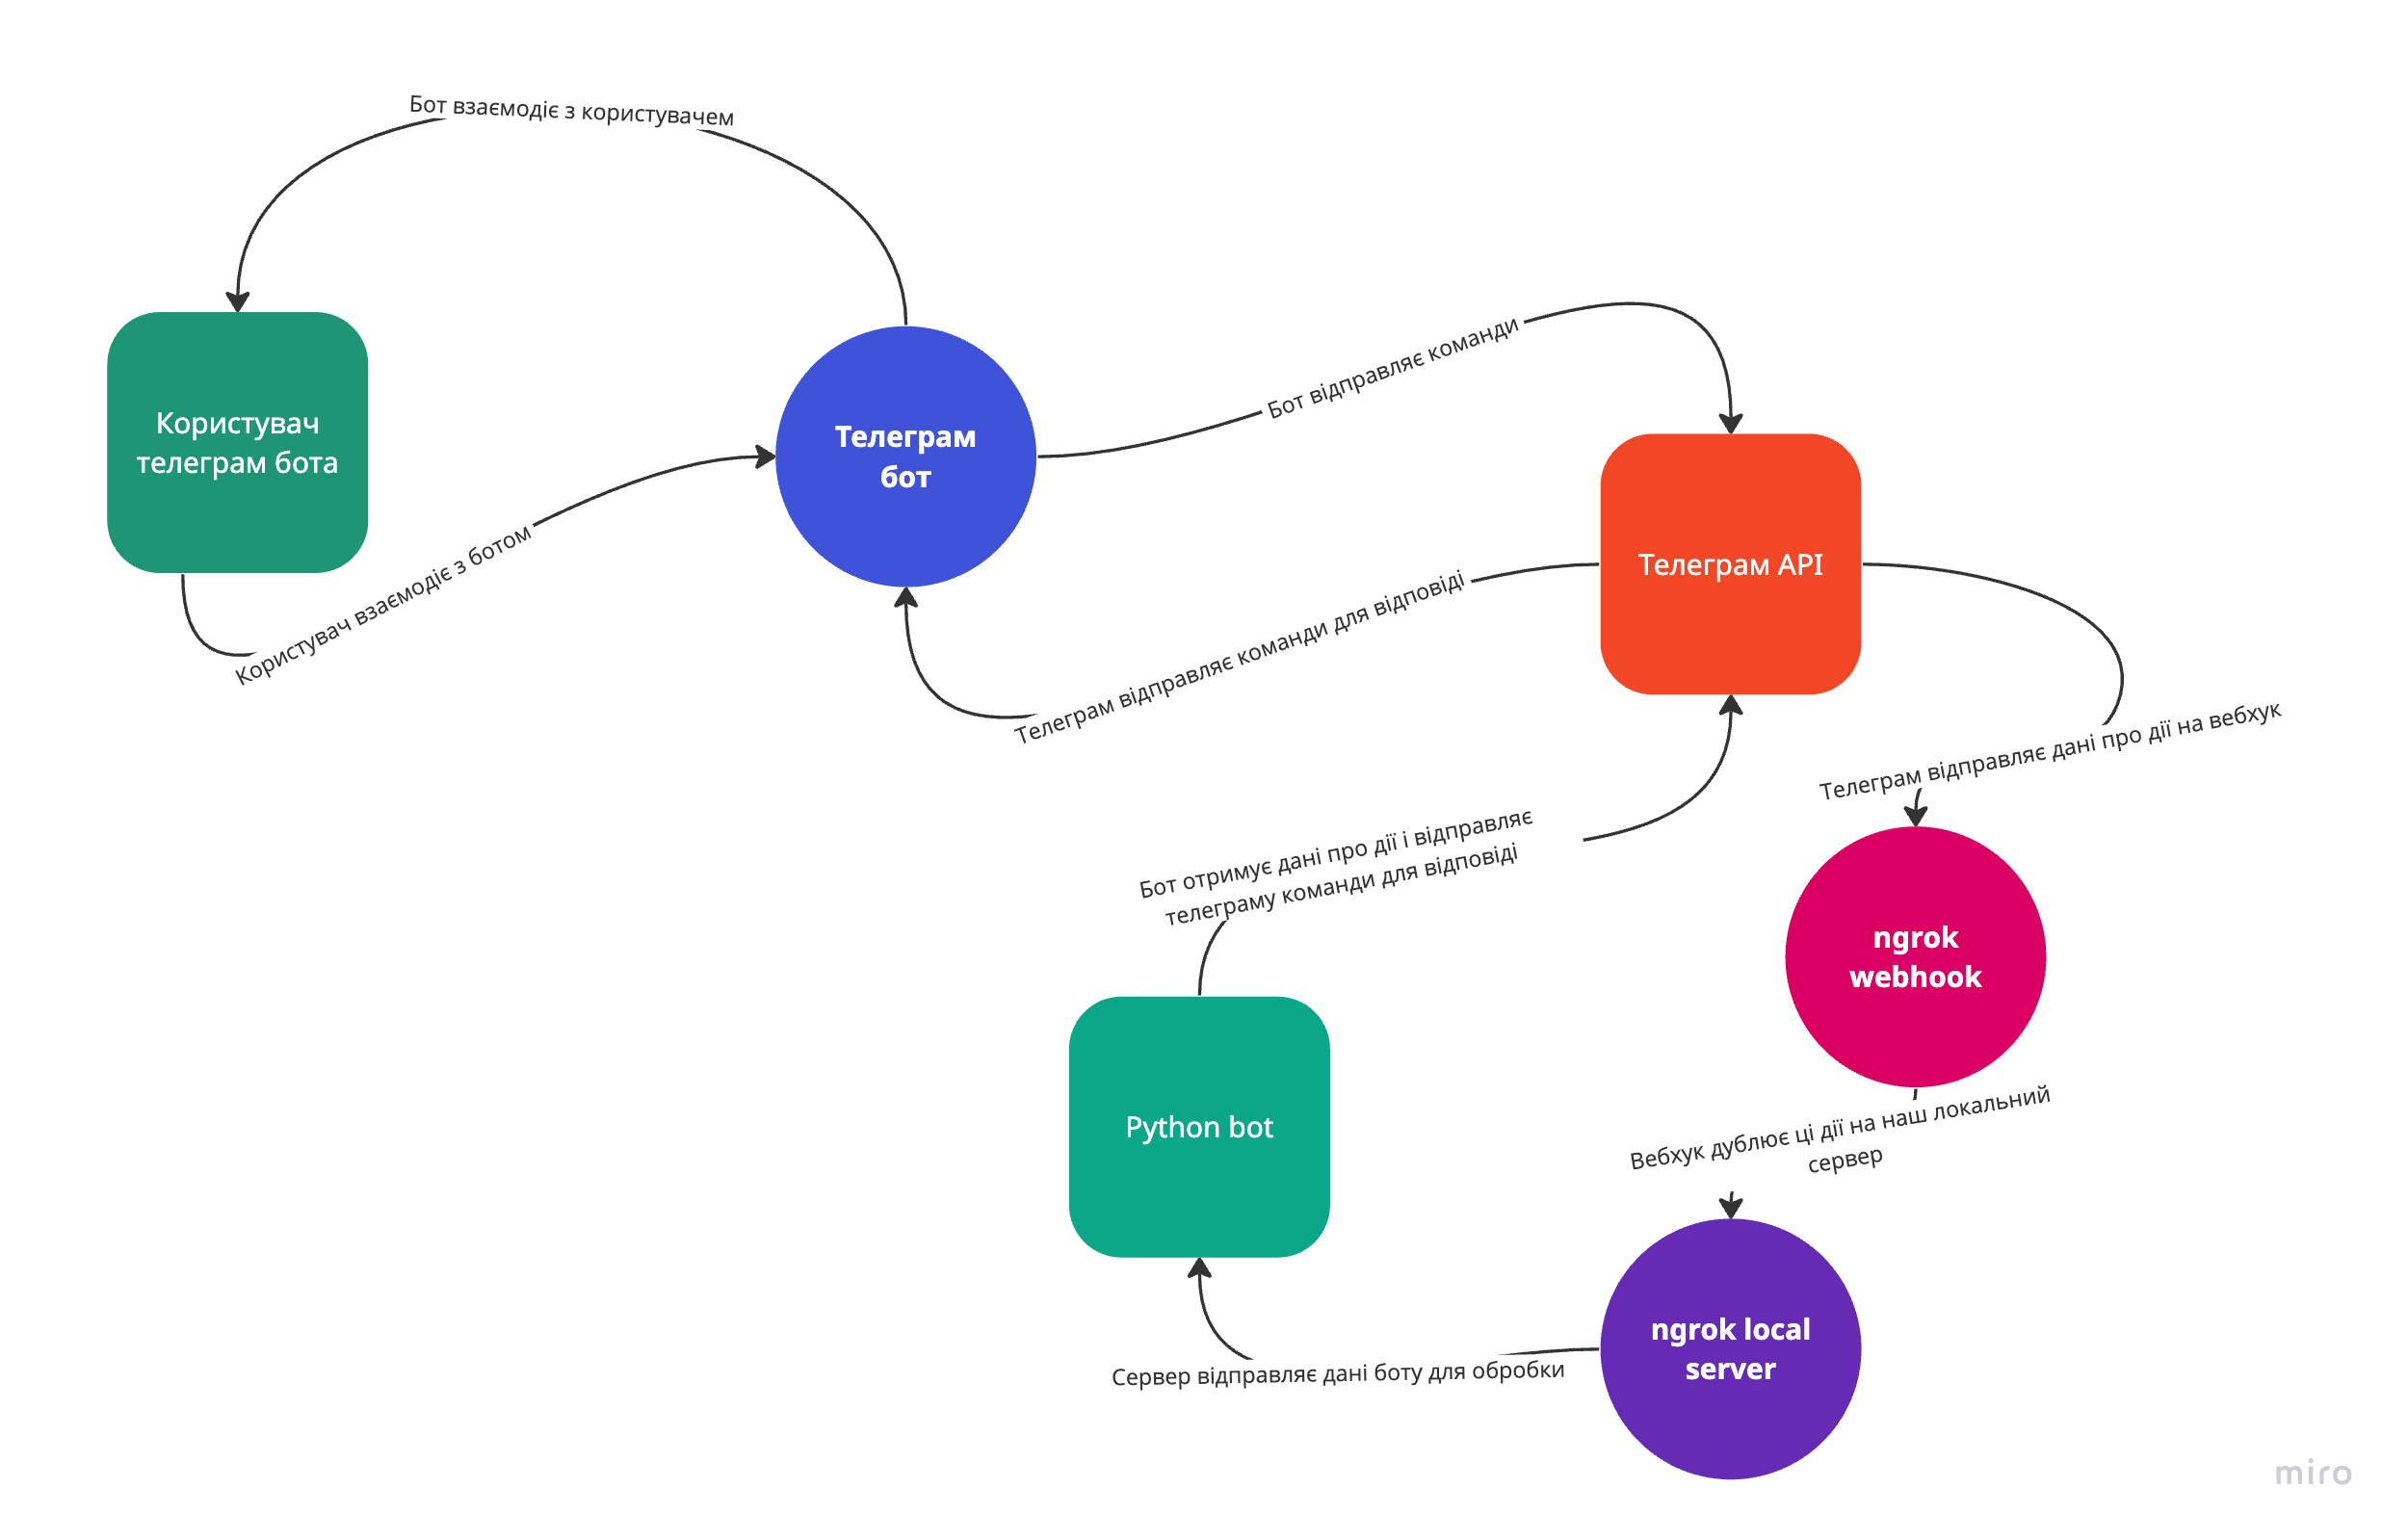 Бот взаємодіє з користувачем
Користувач
телеграм бота
Користувач взаємодіє з ботом
Телеграм
бот
Бот відправляє команди
Телеграм API
Телеграм відправляє команди для відповіді
Телеграм відправляє дані про дії на вебхук
Бот отримує дані про дії і відправляє
телеграму команди для відповіді
ngrok
webhook
Python bot
Вебхук дублює ці дії на наш локальний
сервер
ngrok local
server
Сервер відправляє дані боту для обробки
miro